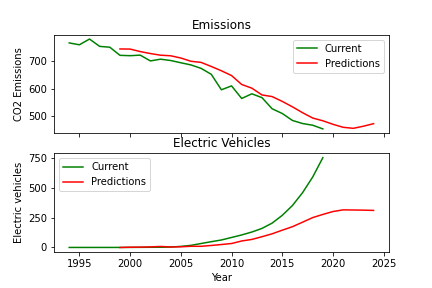 Emissions
CO2 Emissions
700
600
500
Current
Predictions
Electric Vehicles
Electric vehicles
750
500
250
0
Current
Predictions
1995 2000 2005 2010 2015 2020 2025
Year